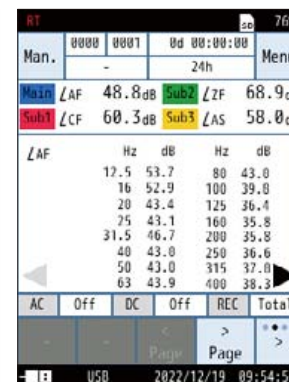 RT SD 76
Man. 0000 0001 0d 00:00:00 Men
- 24h
Main LAF 48.8dB Sub2 LZF 68.9
Sub1 LCF 60.3dB Sub3 LAS 58.0
LAF Hz dB Hz dB
12.5 53.7 80 43.0
16 52.9 100 39.8
20 43.4 125 36.4
25 43.1 160 35.8
31.5 46.7 200 35.8
40 43.0 250 36.6
50 43.0 315 37.0
63 43.9 400 38.3
AC Off DC Off REC Tota
- - < Page > Page >
USB 2022/12/19 09:54:5